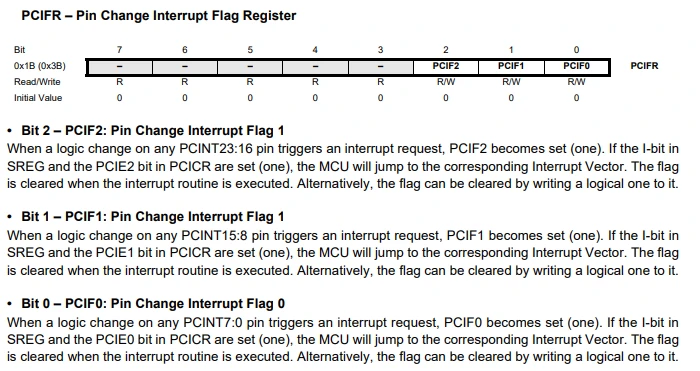 PCIFR – Pin Change Interrupt Flag Register
Bit 7 6 5 4 3 2 1 0
0x1B (0x3B) – – – – – PCIF2 PCIF1 PCIF0 PCIFR
Read/Write R R R R R R/W R/W R/W
Initial Value 0 0 0 0 0 0 0 0
• Bit 2 – PCIF2: Pin Change Interrupt Flag 1
When a logic change on any PCINT23:16 pin triggers an interrupt request, PCIF2 becomes set (one). If the I-bit in
SREG and the PCIE2 bit in PCICR are set (one), the MCU will jump to the corresponding Interrupt Vector. The flag
is cleared when the interrupt routine is executed. Alternatively, the flag can be cleared by writing a logical one to it.
• Bit 1 – PCIF1: Pin Change Interrupt Flag 1
When a logic change on any PCINT15:8 pin triggers an interrupt request, PCIF1 becomes set (one). If the I-bit in
SREG and the PCIE1 bit in PCICR are set (one), the MCU will jump to the corresponding Interrupt Vector. The flag
is cleared when the interrupt routine is executed. Alternatively, the flag can be cleared by writing a logical one to it.
• Bit 0 – PCIF0: Pin Change Interrupt Flag 0
When a logic change on any PCINT7:0 pin triggers an interrupt request, PCIF0 becomes set (one). If the I-bit in
SREG and the PCIE0 bit in PCICR are set (one), the MCU will jump to the corresponding Interrupt Vector. The flag
is cleared when the interrupt routine is executed. Alternatively, the flag can be cleared by writing a logical one to it.